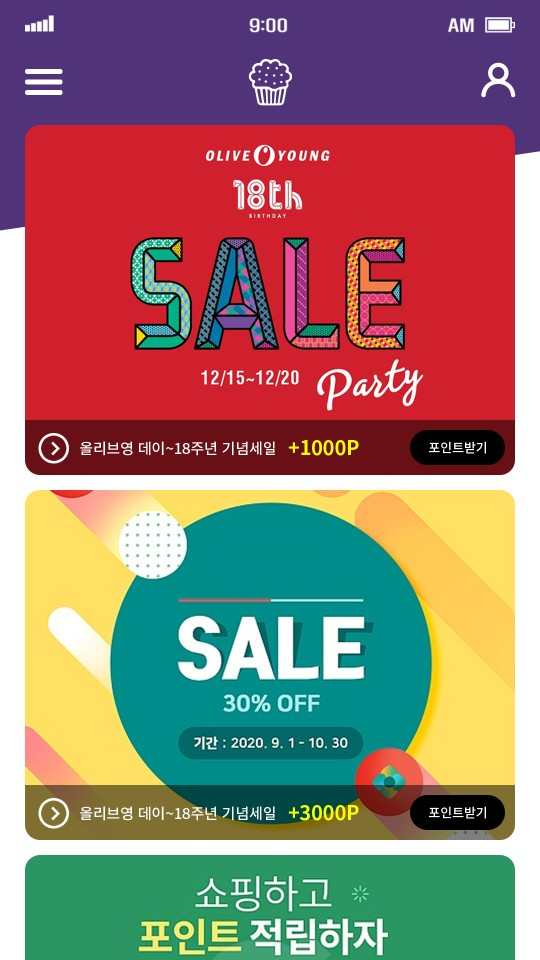 9:00
AM
OLIVE YOUNG
18th
BIRTHDAY
SALE
12/15~12/20
Party
올리브영 데이~18주년 기념세일 +1000P 포인트받기
SALE
30% OFF
기간 : 2020. 9. 1 - 10. 30
올리브영 데이~18주년 기념세일 +3000P 포인트받기
쇼핑하고
포인트 적립하자